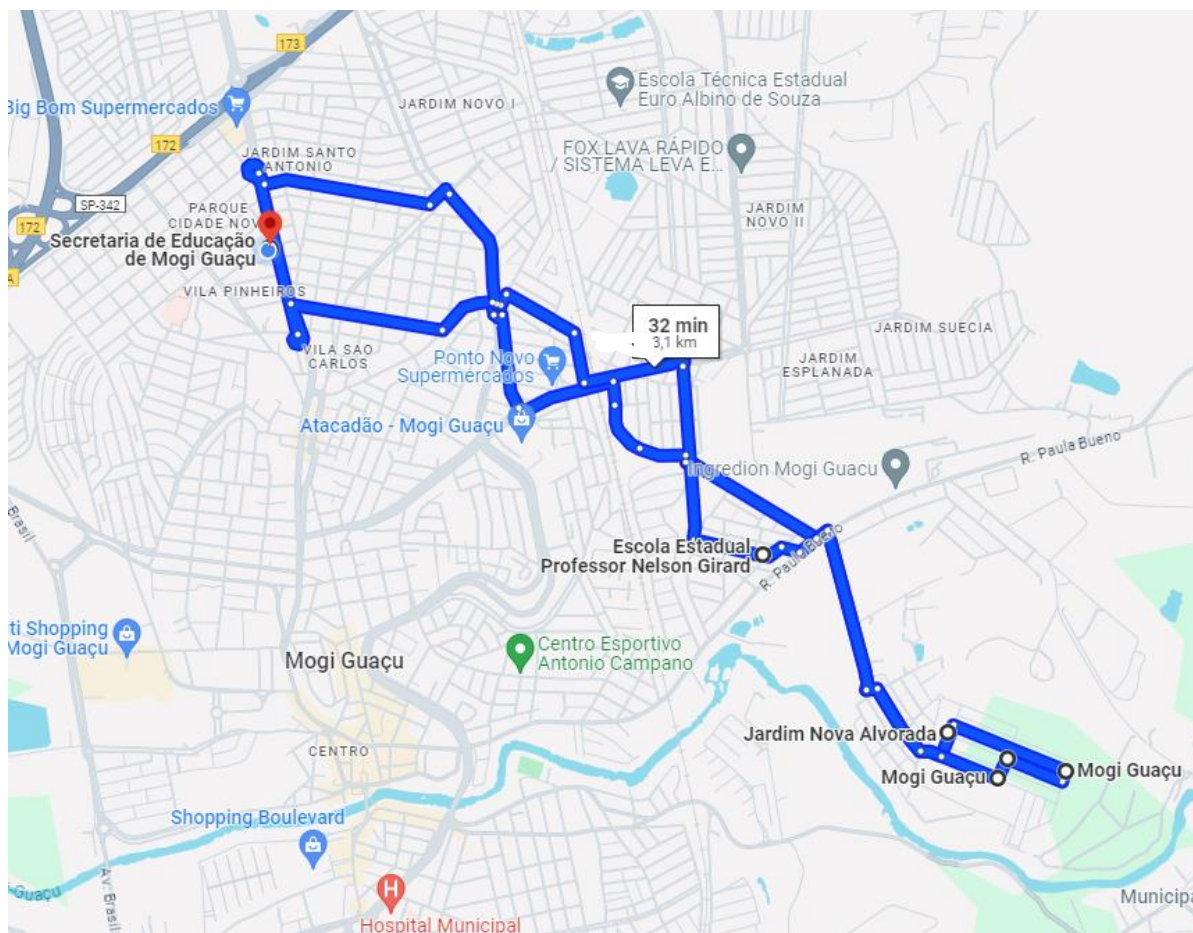 173
Escola Técnica Estadual
Euro Albino de Souza
Big Bom Supermercados
JARDIM NOVO I
172
FOX LAVA RÁPIDO
/ SISTEMA LEVA E...
JARDIM SANTO
ANTONIO
SP-342
PARQUE
CIDADE NOV
JARDIM
NOVO II
172
Secretaria de Educação
de Mogi Guaçu
A
VILA PINHEIROS
32 min
3,1 km
JARDIM SUECIA
VILA SAO
CARLOS
Ponto Novo
Supermercados
JARDIM
ESPLANADA
Atacadão - Mogi Guaçu
R. Paula Bueno
Ingredion Mogi Guacu
Brasil
Escola Estadual
Professor Nelson Girard
R. Paula Bueno
ti Shopping
Mogi Guaçu
Centro Esportivo
Antonio Campano
Mogi Guaçu
Jardim Nova Alvorada
CENTRO
Mogi Guaçu
Mogi Guaçu
Shopping Boulevard
Guaçu
Av. Brasil
Municipa
H
Hospital Municipal